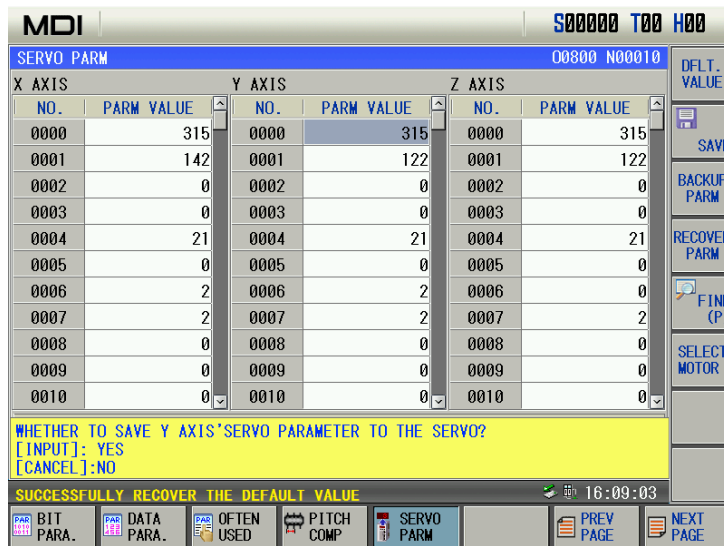 MDI
S00000 T00 H00
SERVO PARM O0800 N00010
X AXIS Y AXIS Z AXIS
NO. PARM VALUE NO. PARM VALUE NO. PARM VALUE
0000 315 0000 315 0000 315
0001 142 0001 122 0001 122
0002 0 0002 0 0002 0
0003 0 0003 0 0003 0
0004 21 0004 21 0004 21
0005 0 0005 0 0005 0
0006 2 0006 2 0006 0
0007 2 0007 2 0007 2
0008 0 0008 0 0008 0
0009 0 0009 0 0009 0
0010 0 0010 0 0010 0
DFLT.
VALUE
SAV
BACKUP
PARM
RECOVE
PARM
FIN
(P
SELECT
MOTOR
WHETHER TO SAVE Y AXIS'SERVO PARAMETER TO THE SERVO?
[INPUT]: YES
[CANCEL]:NO
SUCCESSFULLY RECOVER THE DEFAULT VALUE 16:09:03
PAR BIT PARA.
PAR DATA PARA.
PAR OFTEN USED
PITCH COMP
SERVO PARM
PREV PAGE
NEXT PAGE